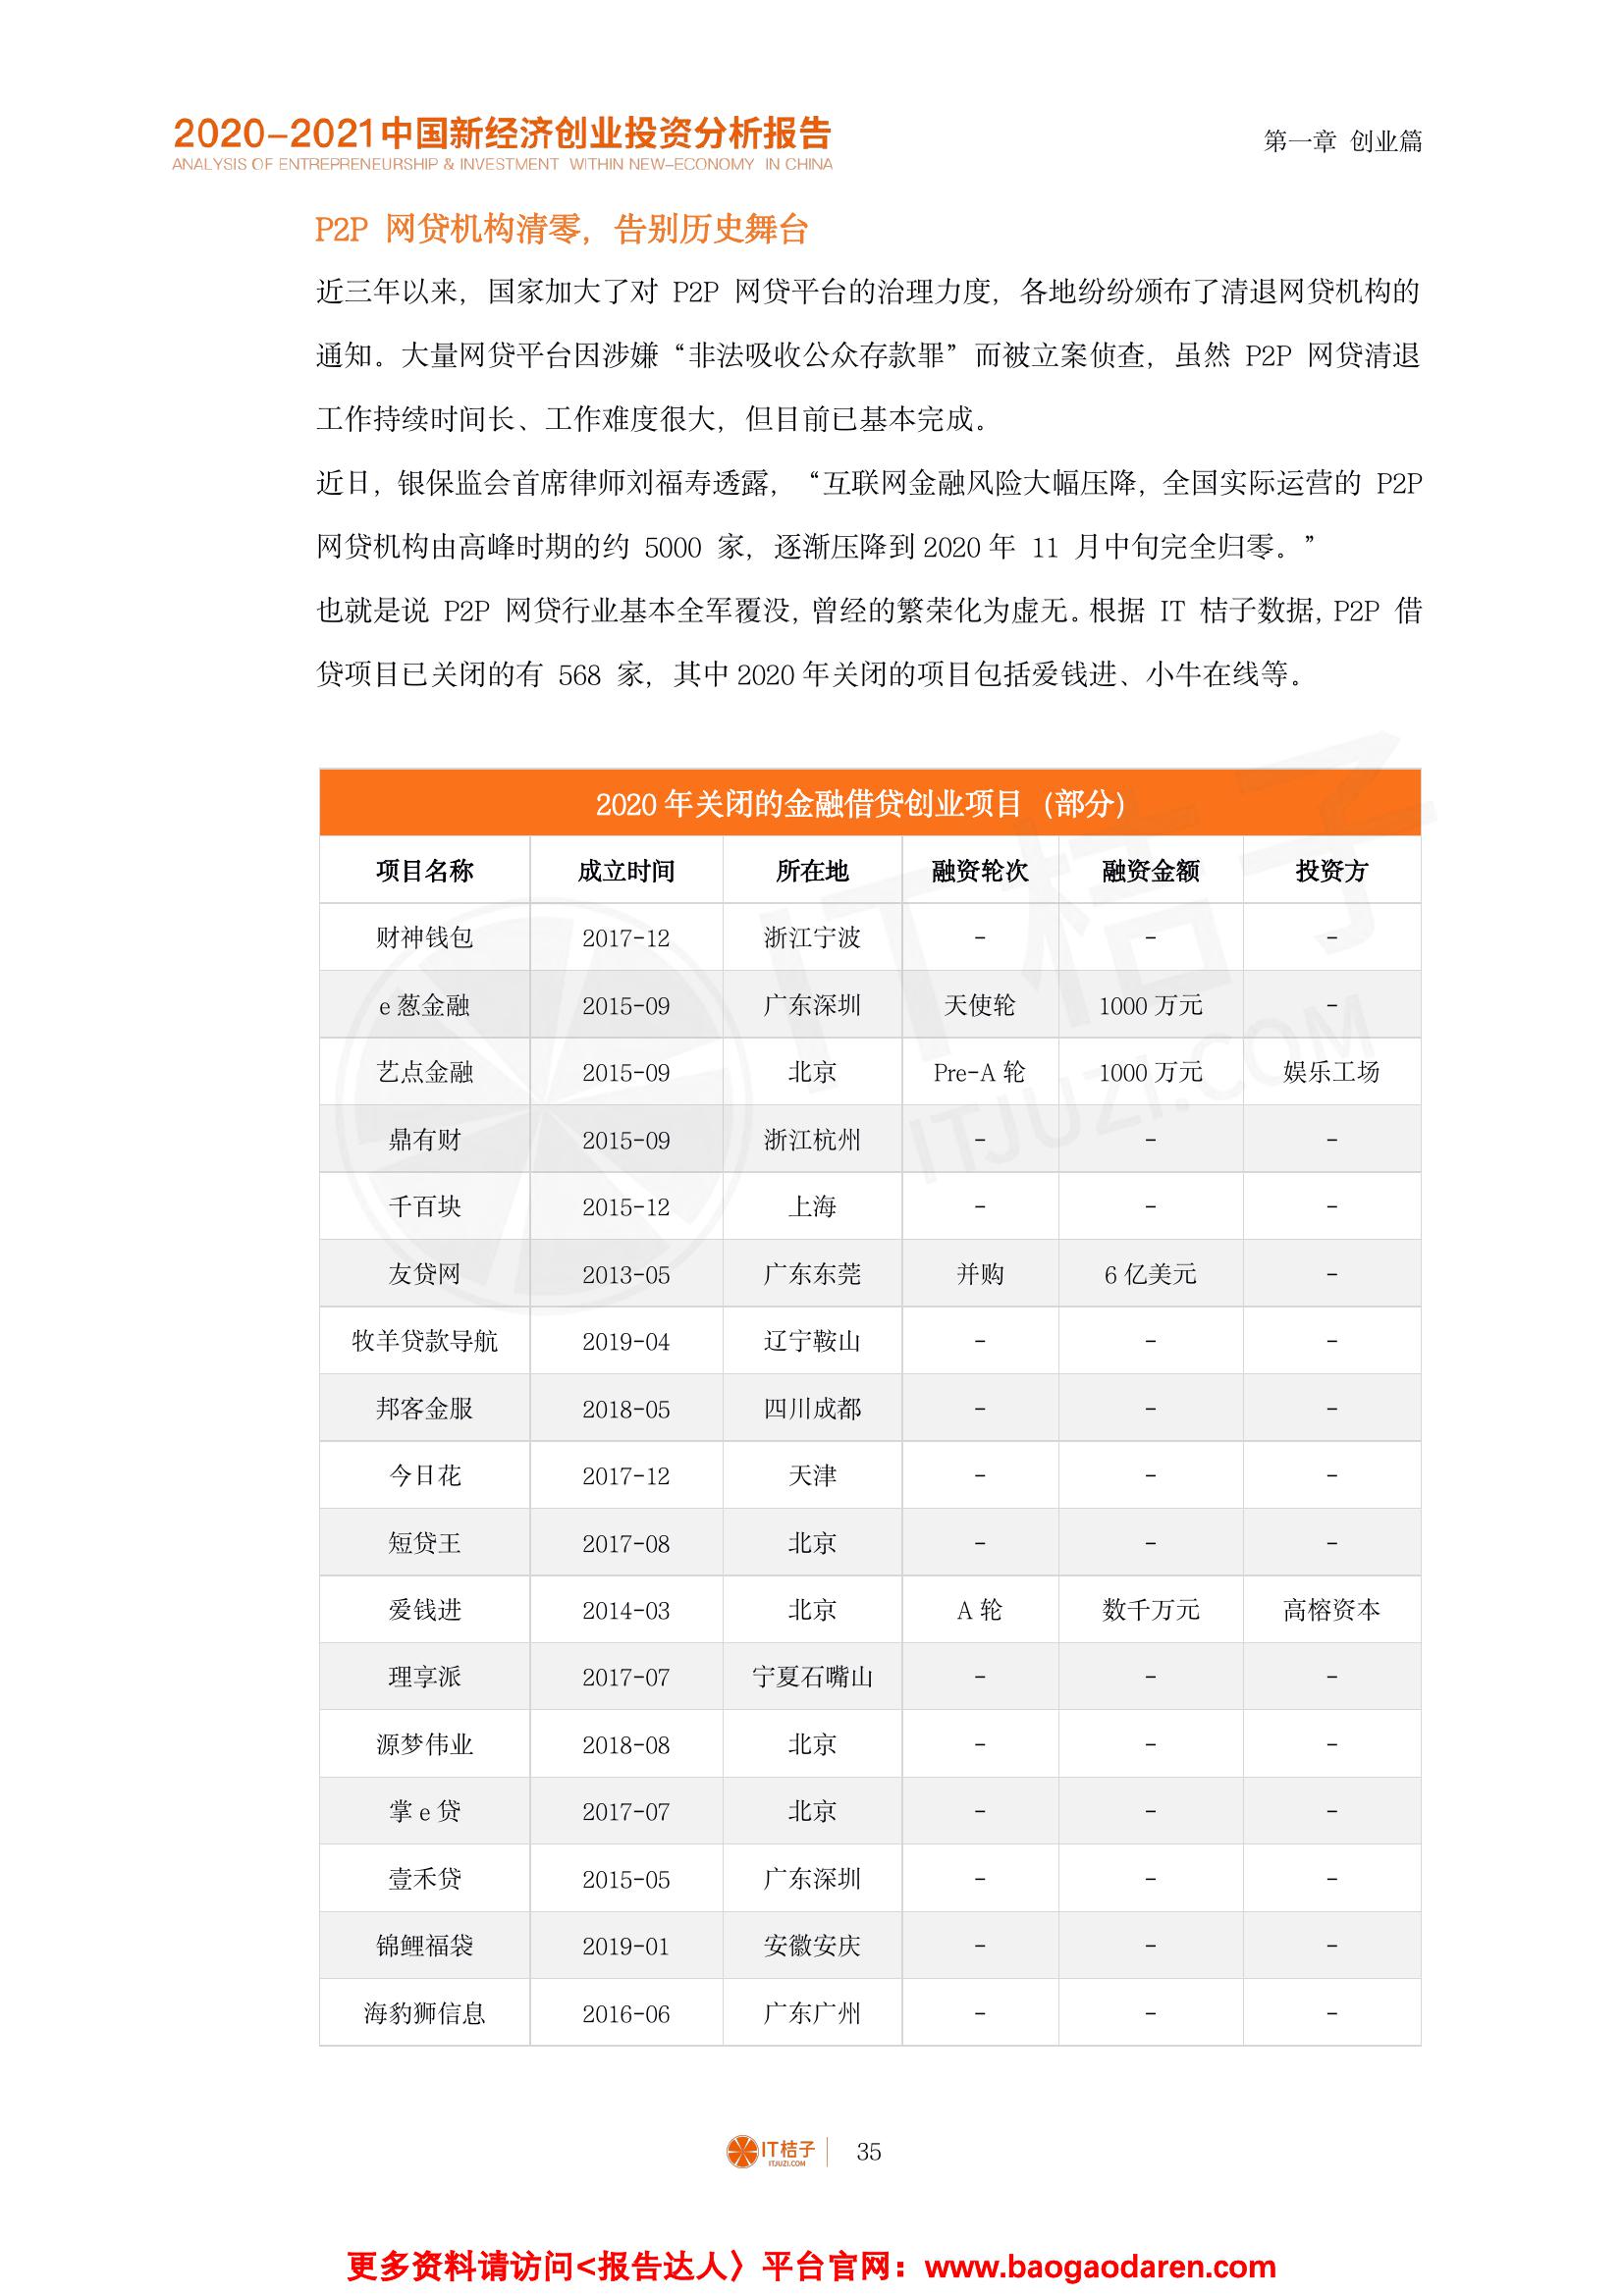 2020-2021中国新经济创业投资分析报告
ANALYSIS OF ENTREPRENEURSHIP & INVESTMENT WITHIN NEW-ECONOMY IN CHINA
第一章 创业篇
P2P 网贷机构清零，告别历史舞台
近三年以来，国家加大了对 P2P 网贷平台的治理力度，各地纷纷颁布了清退网贷机构的
通知。大量网贷平台因涉嫌“非法吸收公众存款罪”而被立案侦查，虽然 P2P 网贷清退
工作持续时间长、工作难度很大，但目前已基本完成。
近日，银保监会首席律师刘福寿透露，“互联网金融风险大幅压降，全国实际运营的 P2P
网贷机构由高峰时期的约 5000 家，逐渐压降到 2020 年 11 月中旬完全归零。”
也就是说 P2P 网贷行业基本全军覆没，曾经的繁荣化为虚无。根据 IT 桔子数据，P2P 借
贷项目已关闭的有 568 家，其中 2020 年关闭的项目包括爱钱进、小牛在线等。
2020 年关闭的金融借贷创业项目（部分）
项目名称 成立时间 所在地 融资轮次 融资金额 投资方
财神钱包 2017-12 浙江宁波 - - -
e 葱金融 2015-09 广东深圳 天使轮 1000 万元 -
艺点金融 2015-09 北京 Pre-A 轮 1000 万元 娱乐工场
鼎有财 2015-09 浙江杭州 - - -
千百块 2015-12 上海 - - -
友贷网 2013-05 广东东莞 并购 6 亿美元 -
牧羊贷款导航 2019-04 辽宁鞍山 - - -
邦客金服 2018-05 四川成都 - - -
今日花 2017-12 天津 - - -
短贷王 2017-08 北京 - - -
爱钱进 2014-03 北京 A 轮 数千万元 高榕资本
理享派 2017-07 宁夏石嘴山 - - -
源梦伟业 2018-08 北京 - - -
掌 e 贷 2017-07 北京 - - -
壹禾贷 2015-05 广东深圳 - - -
锦鲤福袋 2019-01 安徽安庆 - - -
海豹狮信息 2016-06 广东广州 - - -
IT桔子
ITJUZI.COM
IT桔子
ITJUZI.COM
35
更多资料请访问<报告达人〉平台官网：www.baogaodaren.com